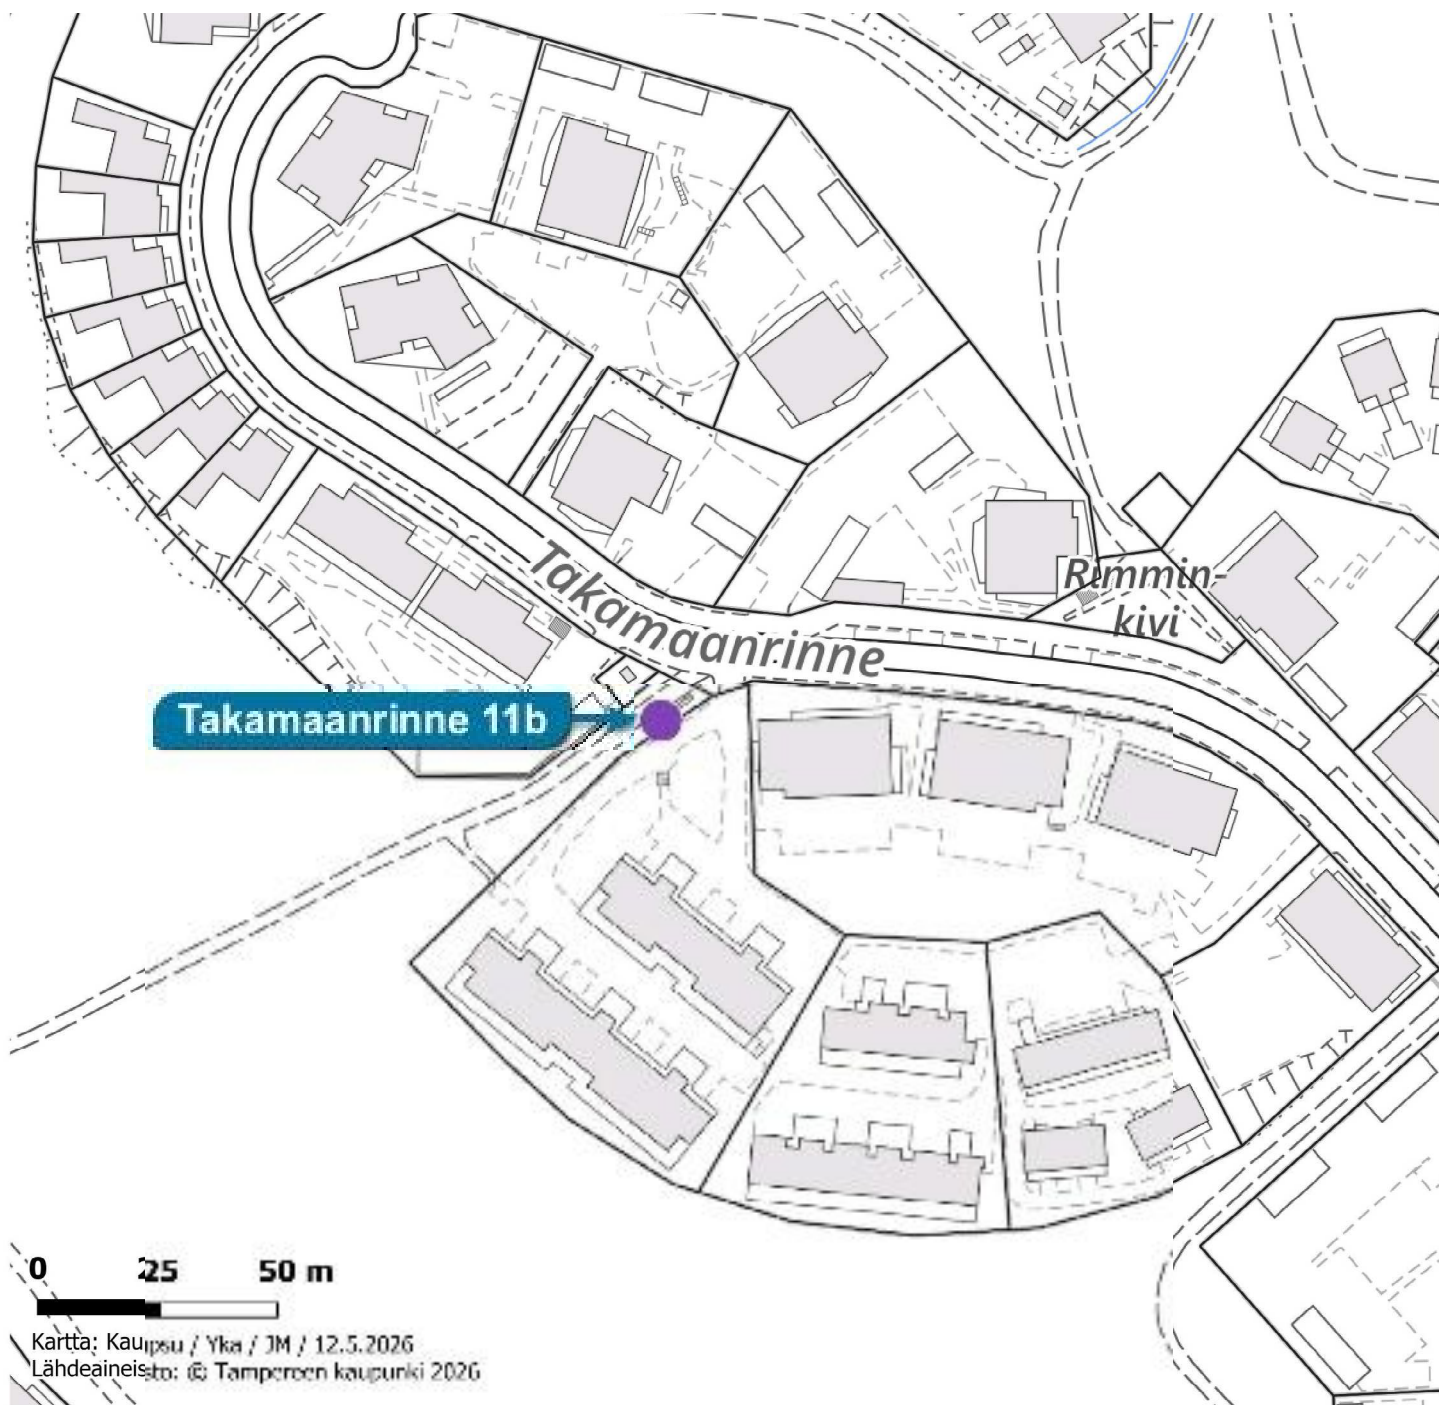 Takamaanrinne
Rimmin-
kivi
Takamaanrinne 11b
0 25 50 m
Kartta: Kaupsu / Yka / JM / 12.5.2026
Lähdeaineisto: © Tampereen kaupunki 2026